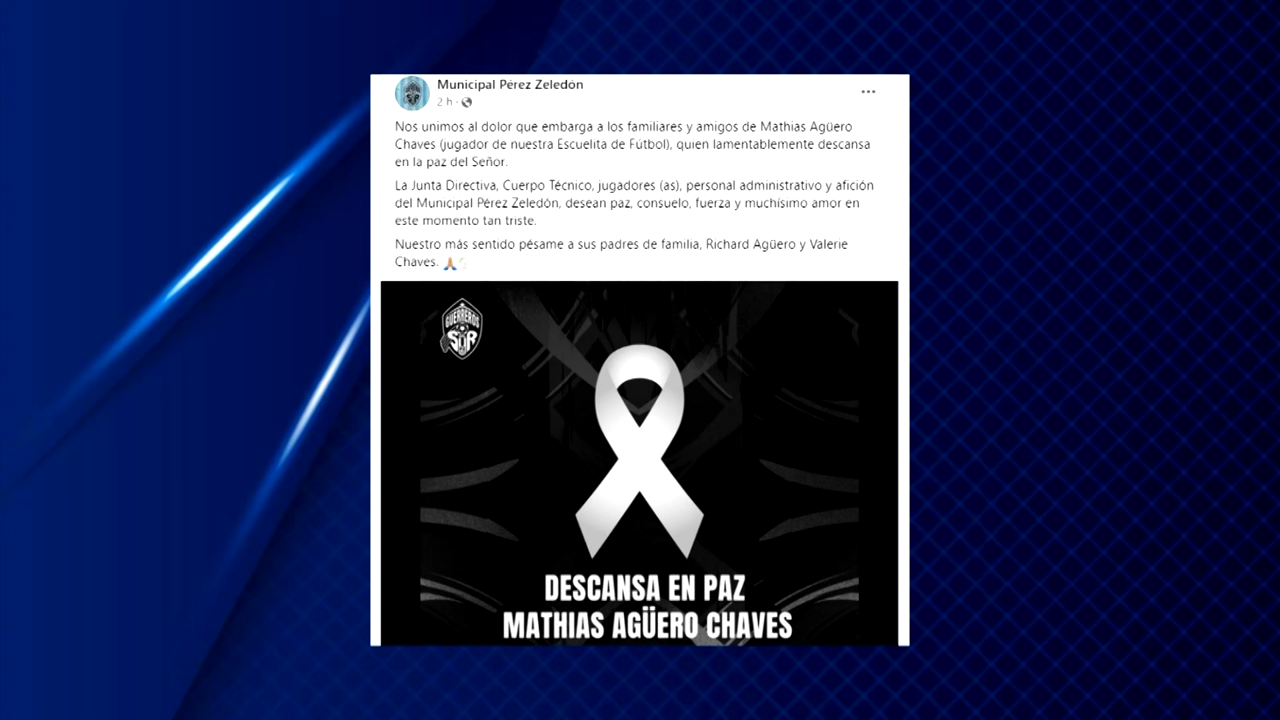 Municipal Pérez Zeledón
2 h ·
Nos unimos al dolor que embarga a los familiares y amigos de Mathias Agüero
Chaves (jugador de nuestra Escuelita de Fútbol), quien lamentablemente descansa
en la paz del Señor.
La Junta Directiva, Cuerpo Técnico, jugadores (as), personal administrativo y afición
del Municipal Pérez Zeledón, desean paz, consuelo, fuerza y muchísimo amor en
este momento tan triste.
Nuestro más sentido pésame a sus padres de familia, Richard Agüero y Valerie
Chaves. 🙏🏽
GUERREROS
SUR
DESCANSA EN PAZ
MATHIAS AGÜERO CHAVES